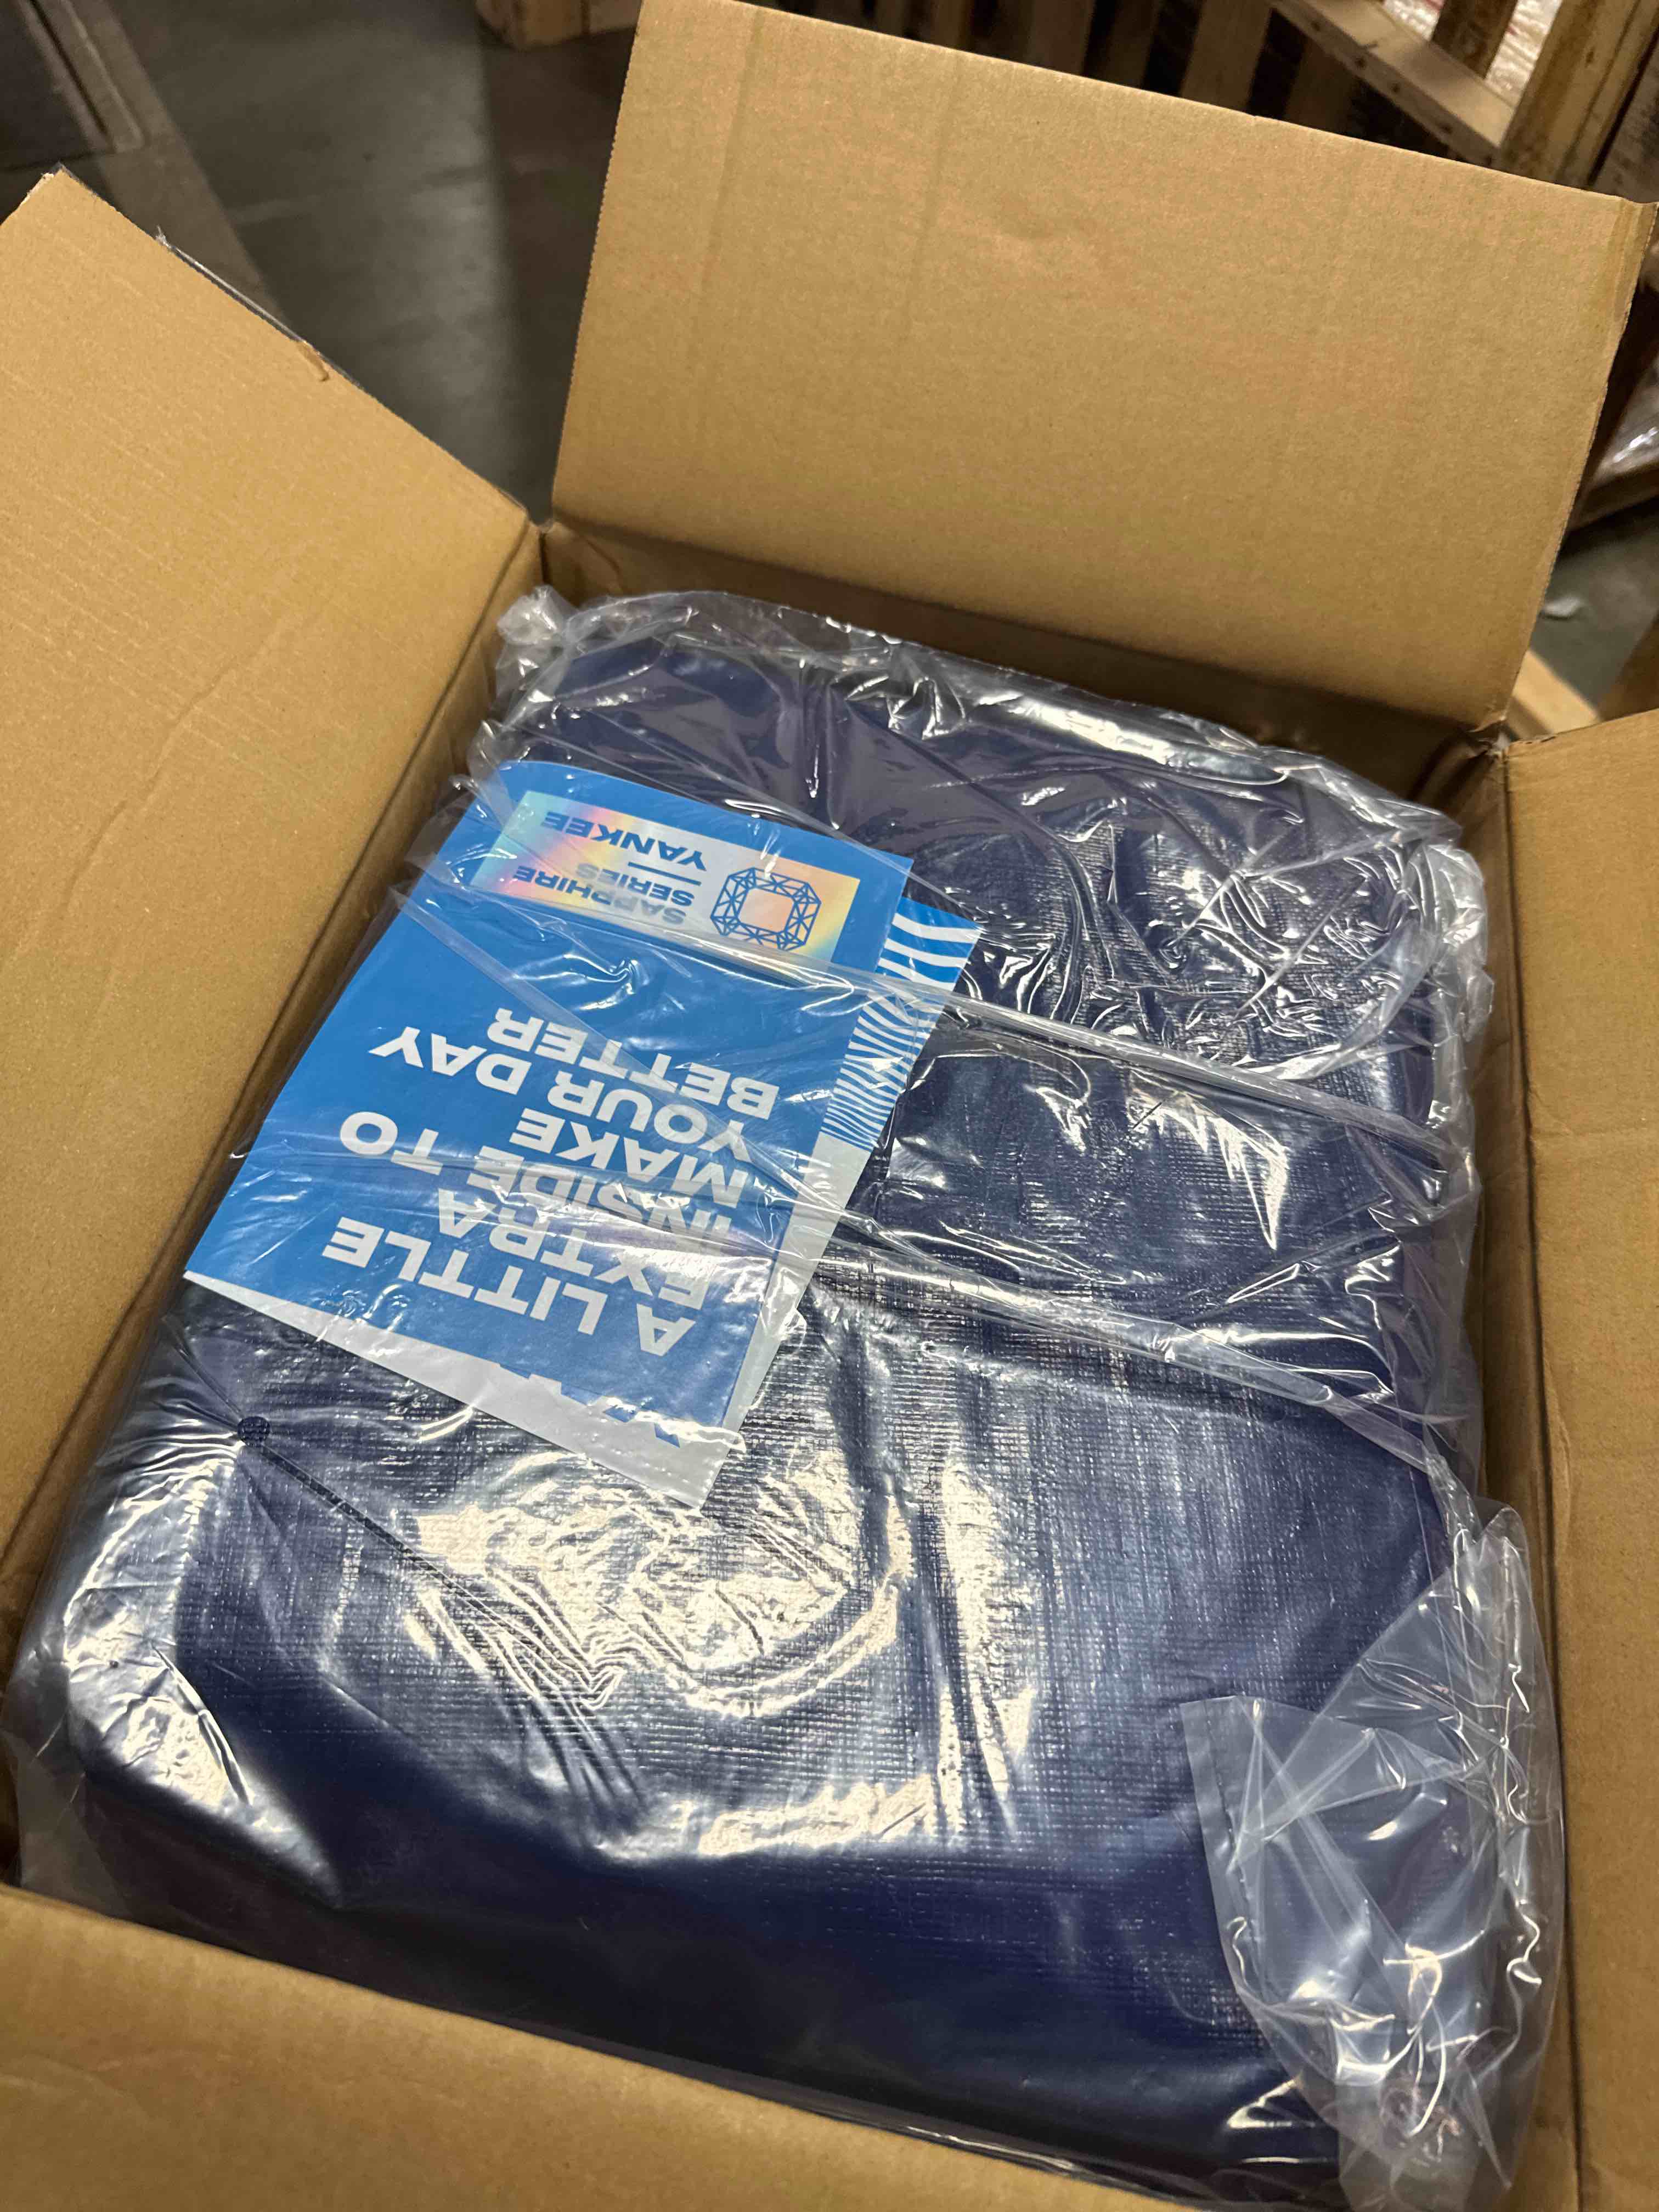 A LITTLE
EXTRA
INSIDE TO
MAKE
YOUR DAY
BETTER
SAPPHIRE
SERIES
YANKEE